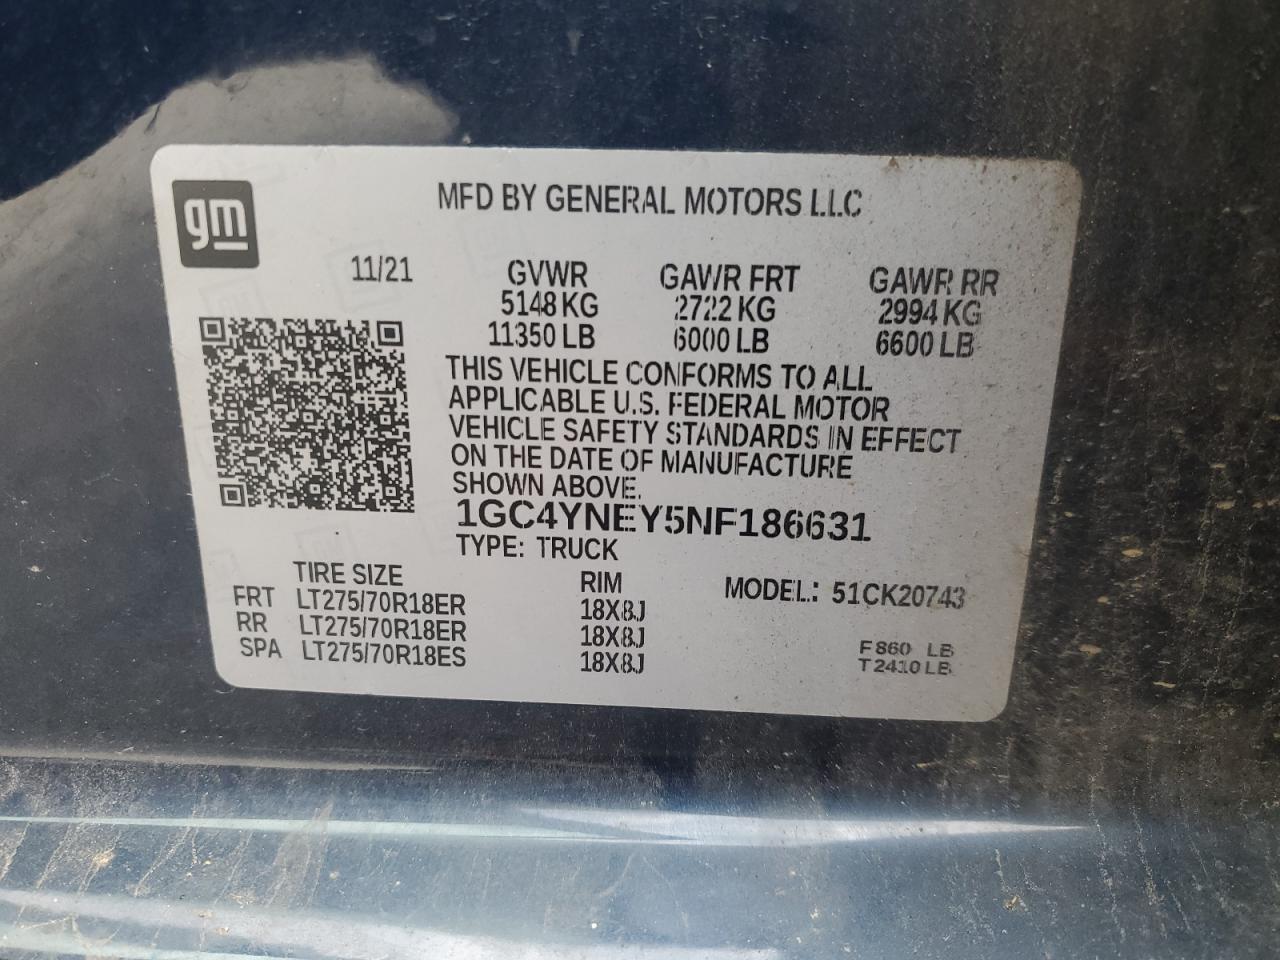 gm
MFD BY GENERAL MOTORS LLC
11/21
GVWR GAWR FRT GAWR RR
5148 KG 2722 KG 2994 KG
11350 LB 6000 LB 6600 LB
THIS VEHICLE CONFORMS TO ALL
APPLICABLE U.S. FEDERAL MOTOR
VEHICLE SAFETY STANDARDS IN EFFECT
ON THE DATE OF MANUFACTURE
SHOWN ABOVE.
1GC4YNEY5NF186631
TYPE: TRUCK
TIRE SIZE RIM MODEL: 51CK20743
FRT LT275/70R18ER 18X8J
RR LT275/70R18ER 18X8J
SPA LT275/70R18ES 18X8J
F 860 LB
T 2410 LB